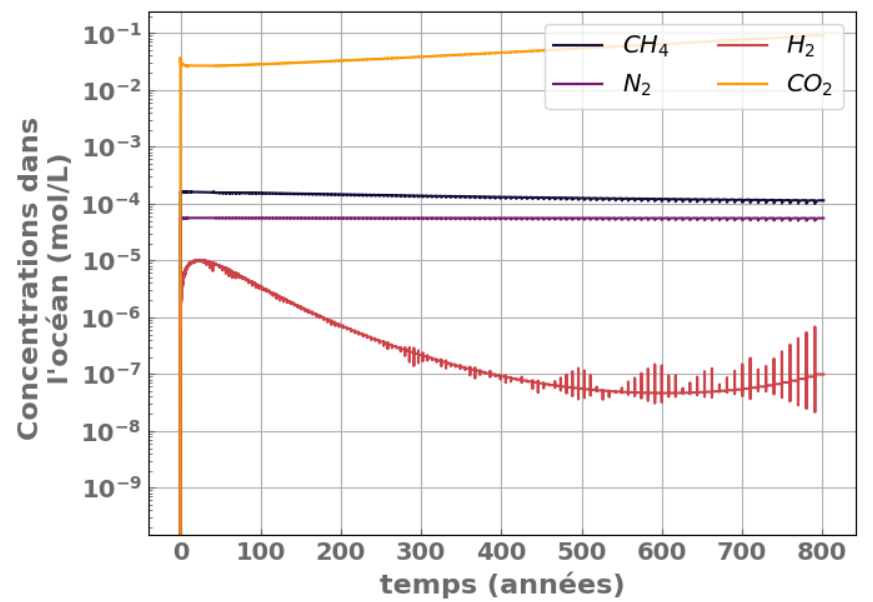 10⁻¹
10⁻²
10⁻³
10⁻⁴
10⁻⁵
10⁻⁶
10⁻⁷
10⁻⁸
10⁻⁹
Concentrations dans
l'océan (mol/L)
CH₄
N₂
H₂
CO₂
0 100 200 300 400 500 600 700 800
temps (années)